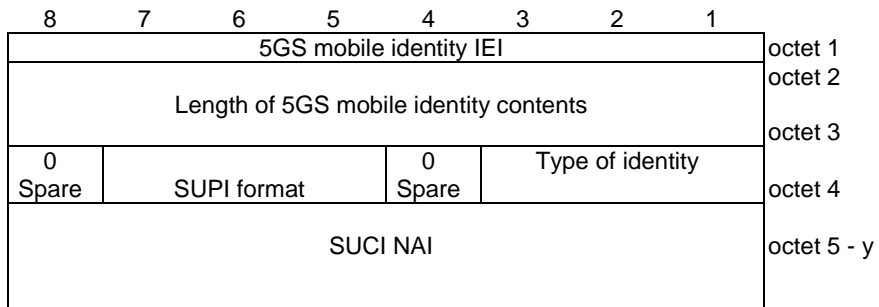 8 7 6 5 4 3 2 1
5GS mobile identity IEI octet 1
octet 2
Length of 5GS mobile identity contents
octet 3
0 0 Type of identity
Spare SUPI format Spare octet 4
SUCI NAI octet 5 - y